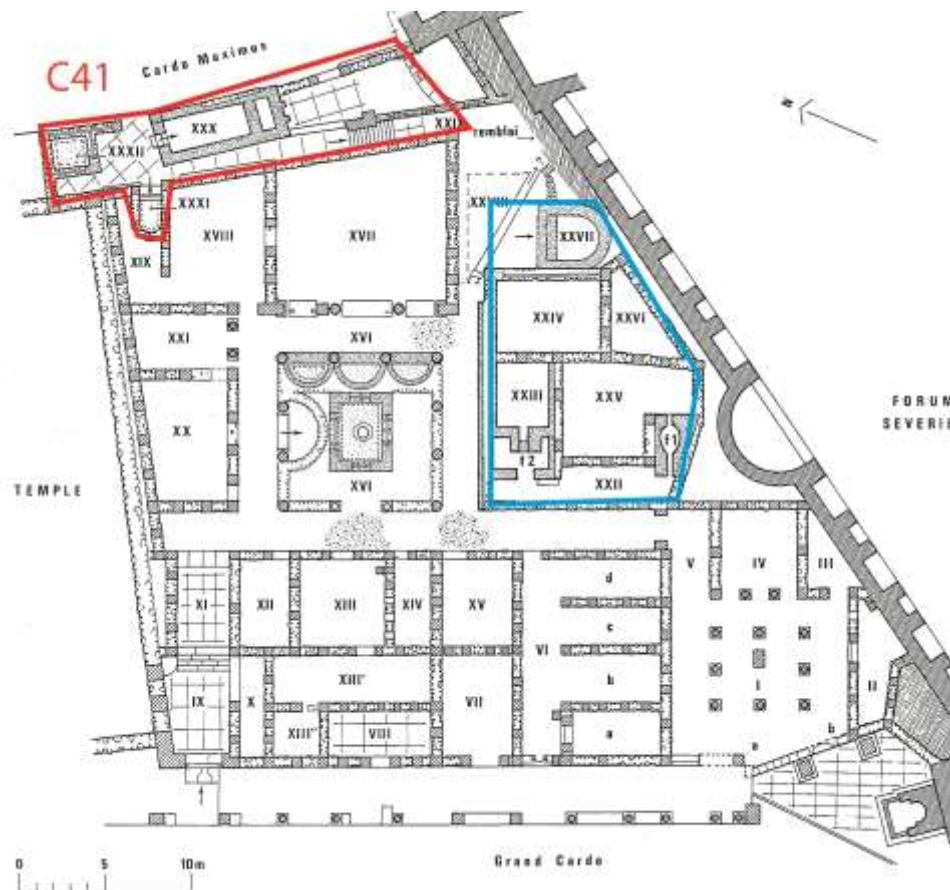 Cardo Maximos
C41
XXX
XXIX
remblai
N
XXXII
XXVIII
XXXI
XVIII
XVII
XXVII
XIX
XXIV
XXVI
XXI
XVI
FORUM
XXIII
XXV
XX
f1
f2
TEMPLE
XVI
XXII
V
IV
III
d
XI
XII
XIII
XIV
XV
c
VI
XIII'
b
I
II
IX
X
VII
XIII''
VIII
a
a
b
0
5
10m
Grand Cardo